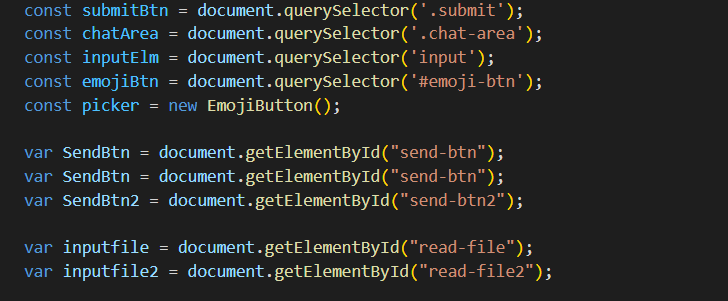 const submitBtn = document.querySelector('.submit');
const chatArea = document.querySelector('.chat-area');
const inputElm = document.querySelector('input');
const emojiBtn = document.querySelector('#emoji-btn');
const picker = new EmojiButton();
var SendBtn = document.getElementById("send-btn");
var SendBtn = document.getElementById("send-btn");
var SendBtn2 = document.getElementById("send-btn2");
var inputfile = document.getElementById("read-file");
var inputfile2 = document.getElementById("read-file2");